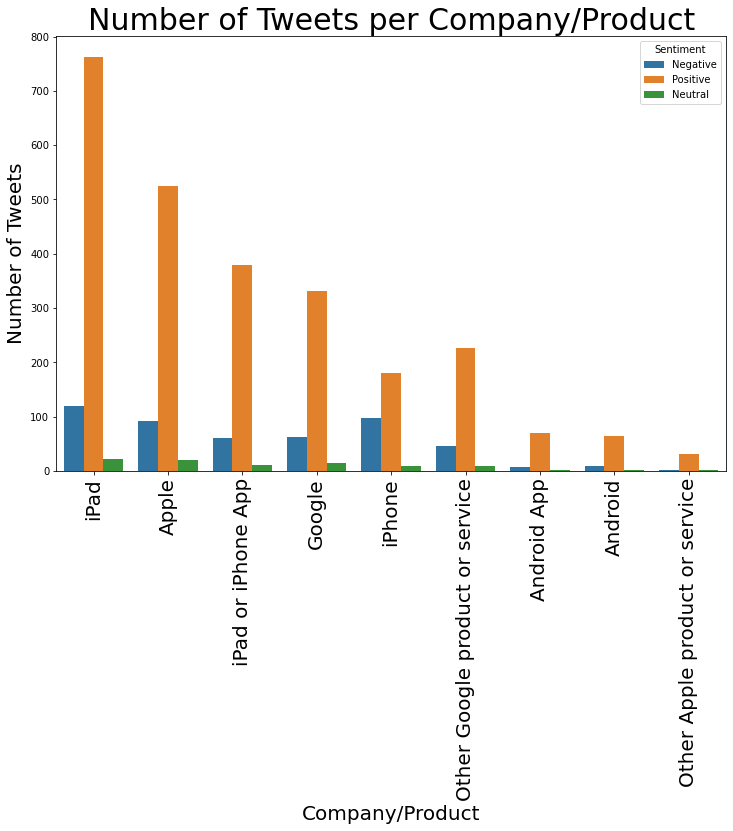 Number of Tweets per Company/Product
Sentiment
Negative
Positive
Neutral
Number of Tweets
800
700
600
500
400
300
200
100
0
iPad
Apple
iPad or iPhone App
Google
iPhone
Other Google product or service
Android App
Android
Other Apple product or service
Company/Product